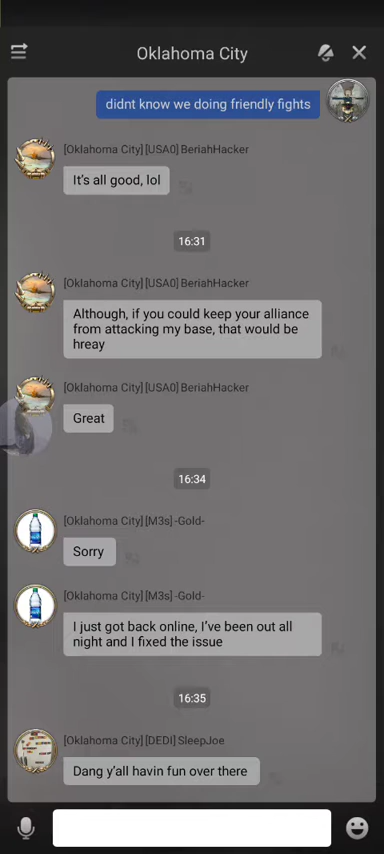 Oklahoma City
didnt know we doing friendly fights
[Oklahoma City] [USA0] BeriahHacker
It's all good, lol
16:31
[Oklahoma City] [USA0] BeriahHacker
Although, if you could keep your alliance
from attacking my base, that would be
hreay
[Oklahoma City] [USA0] BeriahHacker
Great
16:34
[Oklahoma City] [M3s] -Gold-
Sorry
[Oklahoma City] [M3s] -Gold-
I just got back online, I've been out all
night and I fixed the issue
16:35
[Oklahoma City] [DEDI] SleepJoe
Dang y'all havin fun over there